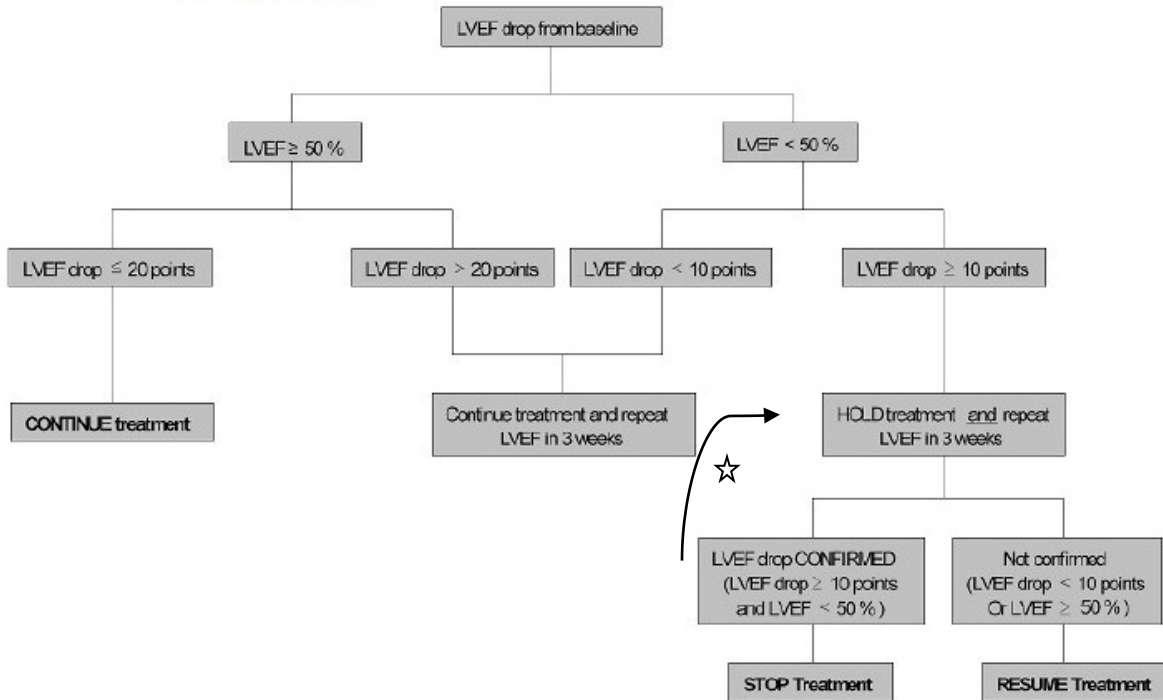 LVEF drop from baseline
LVEF ≥ 50 %
LVEF < 50 %
LVEF drop ≤ 20 points
LVEF drop > 20 points
LVEF drop < 10 points
LVEF drop ≥ 10 points
CONTINUE treatment
Continue treatment and repeat
LVEF in 3 weeks
HOLD treatment and repeat
LVEF in 3 weeks
LVEF drop CONFIRMED
(LVEF drop ≥ 10 points
and LVEF < 50 %)
Not confirmed
(LVEF drop < 10 points
Or LVEF ≥ 50 %)
STOP Treatment
RESUME Treatment